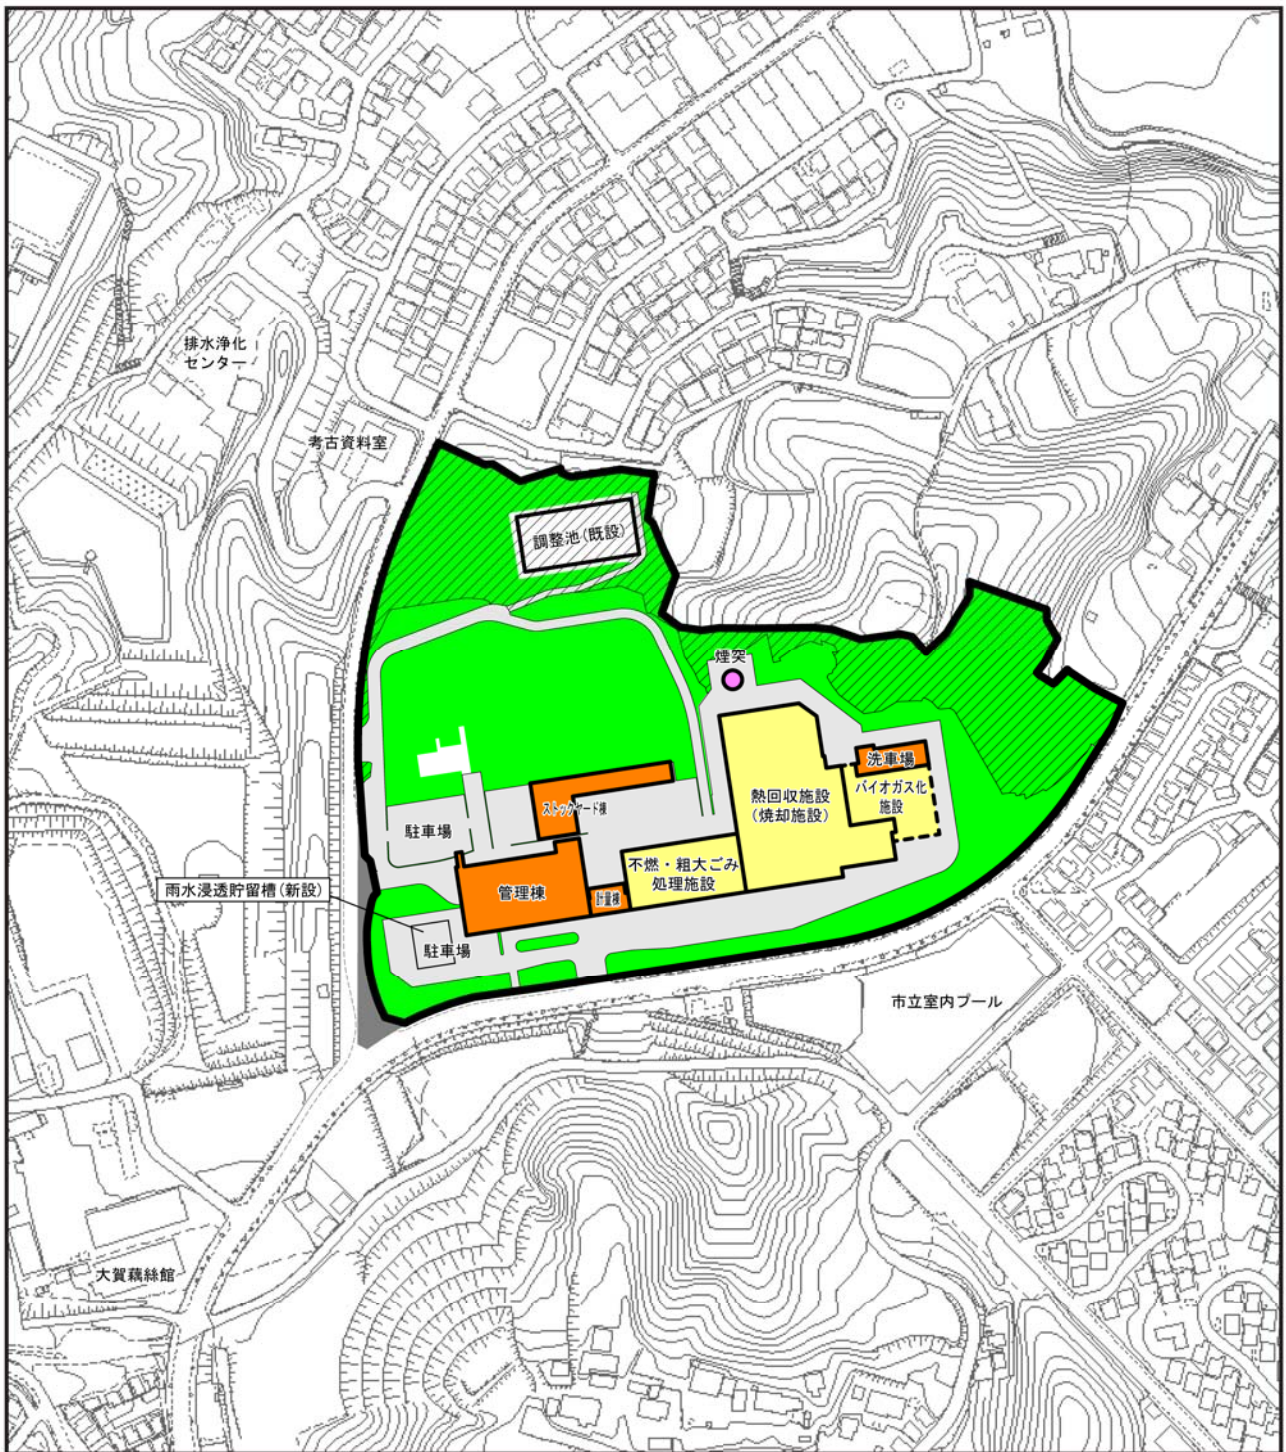 排水浄化
センター
考古資料室
調整池(既設)
煙突
洗車場
バイオガス化
施設
熱回収施設
(焼却施設)
ストックヤード棟
駐車場
不燃・粗大ごみ
処理施設
管理棟
計量棟
雨水浸透貯留槽(新設)
駐車場
市立室内プール
大賀藕絲館